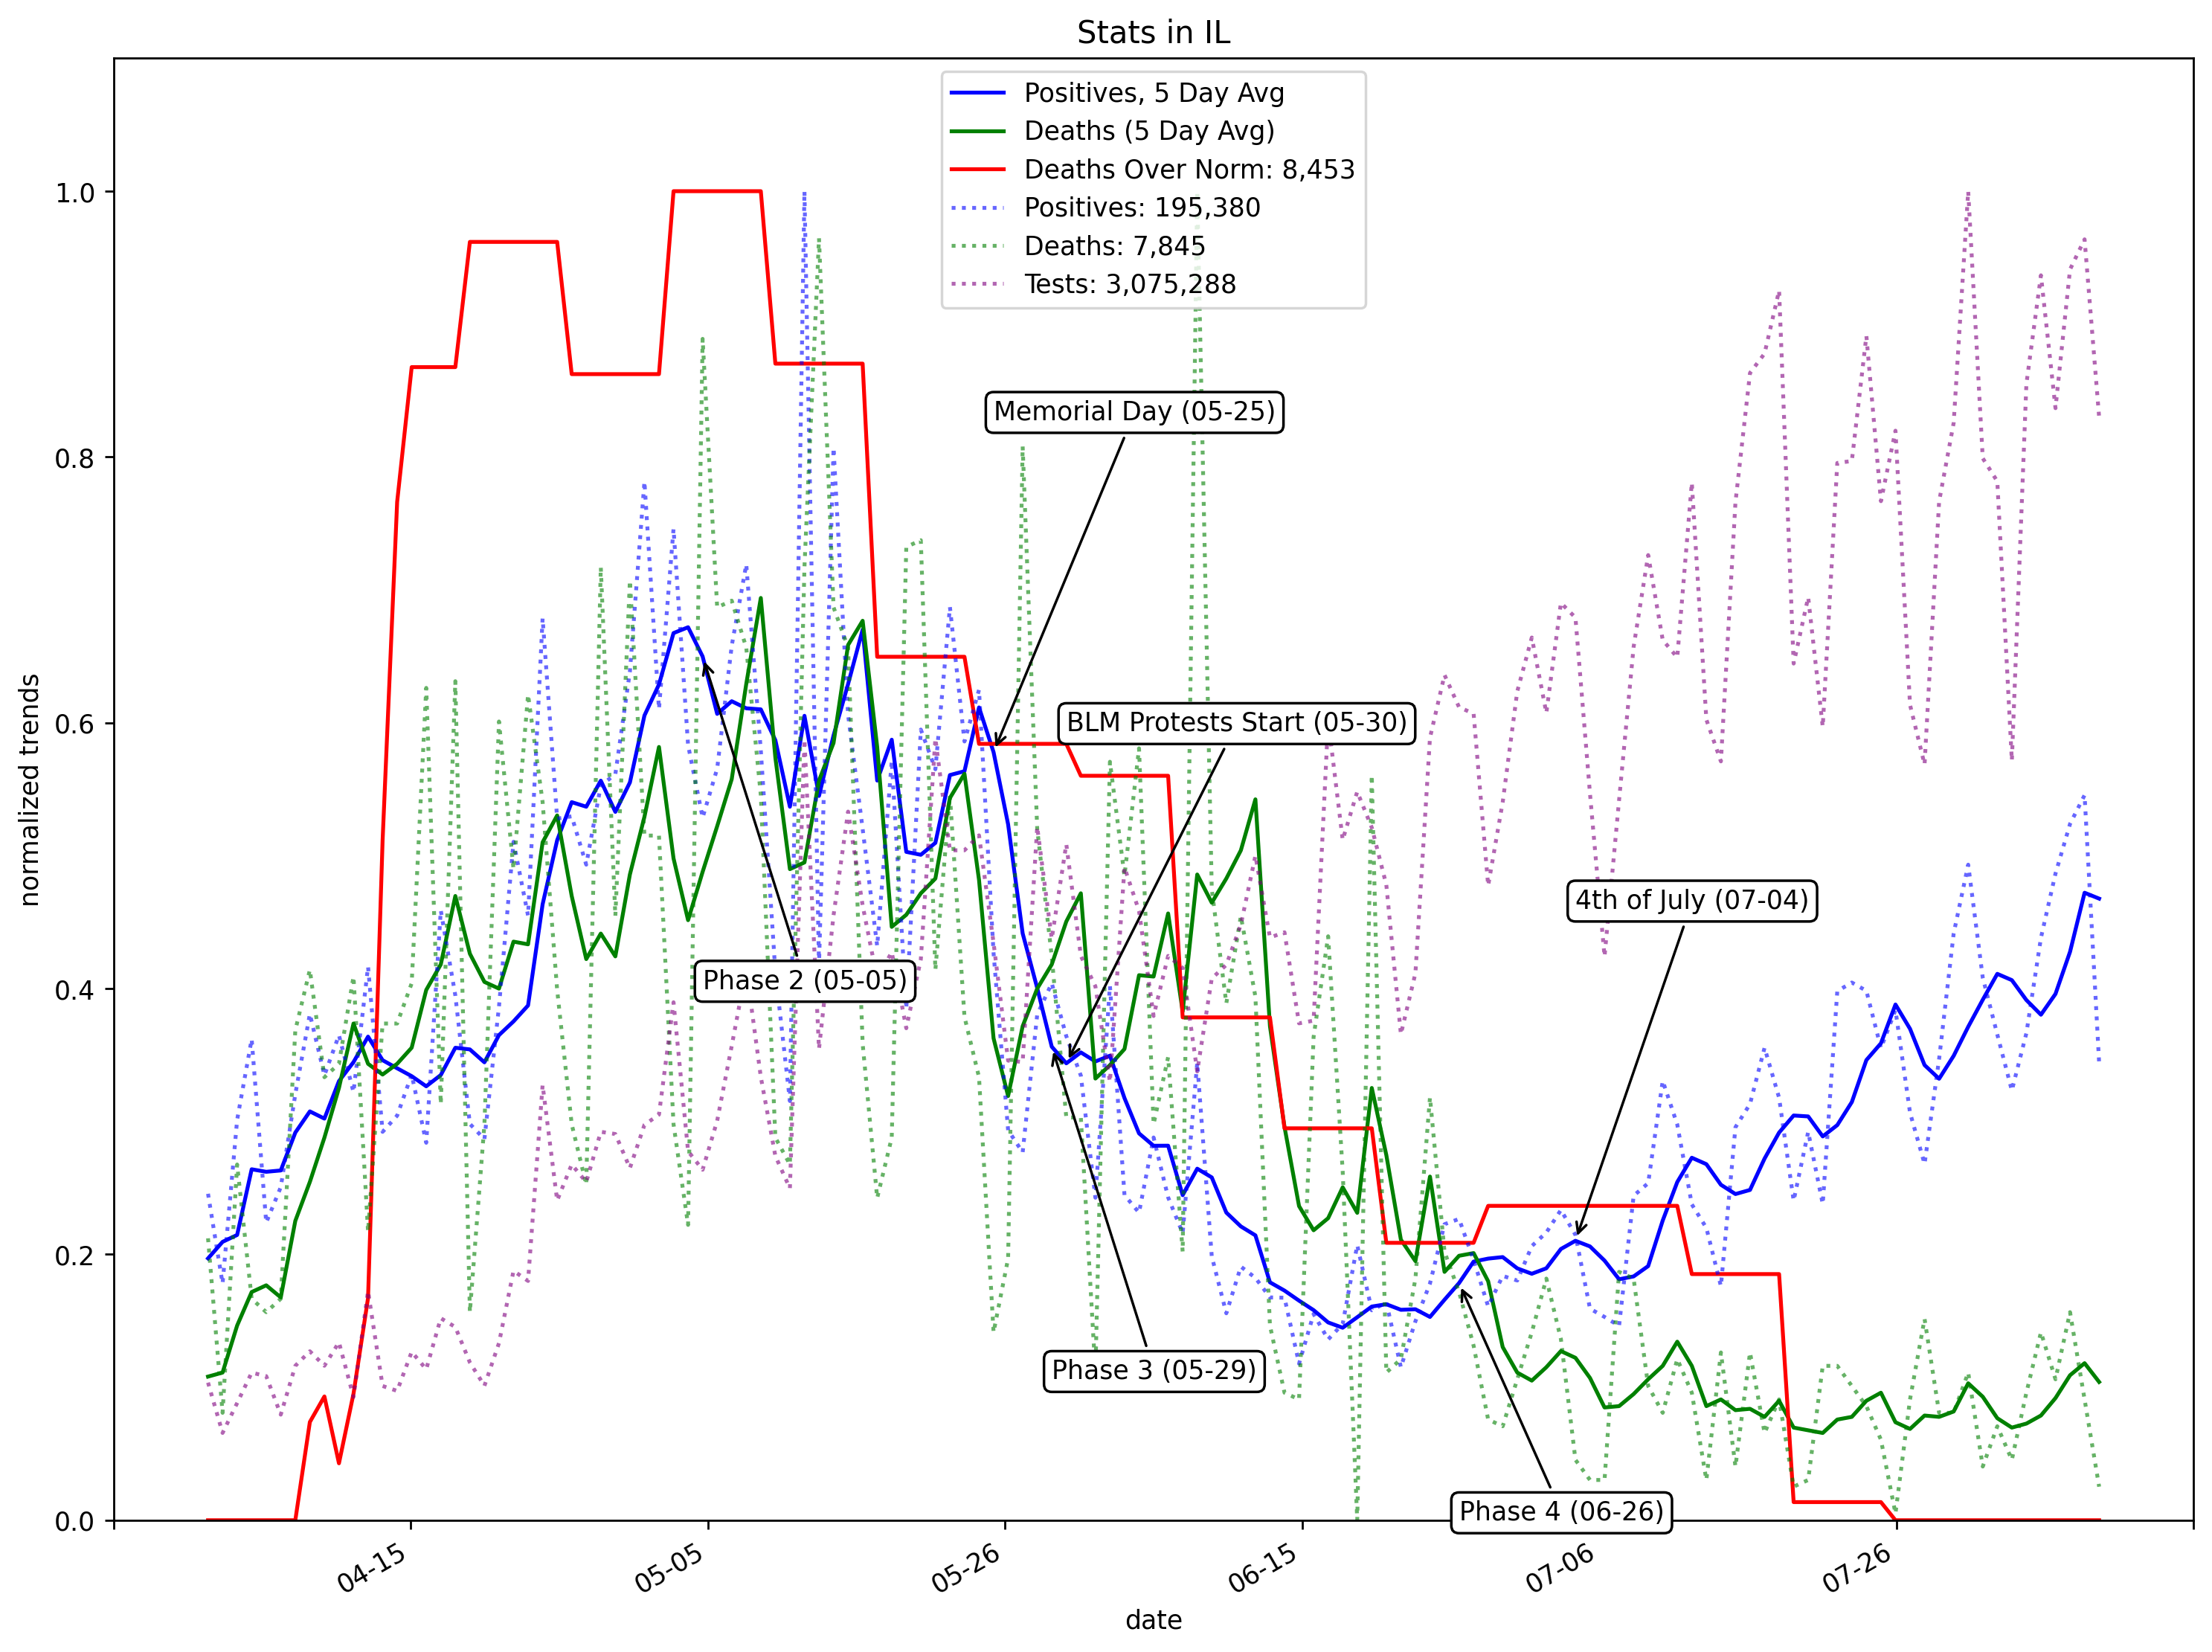 Stats in IL
Positives, 5 Day Avg
Deaths (5 Day Avg)
Deaths Over Norm: 8,453
Positives: 195,380
Deaths: 7,845
Tests: 3,075,288
1.0
0.8
0.6
0.4
0.2
0.0
normalized trends
Memorial Day (05-25)
BLM Protests Start (05-30)
4th of July (07-04)
Phase 2 (05-05)
Phase 3 (05-29)
Phase 4 (06-26)
04-15
05-05
05-26
06-15
07-06
07-26
date